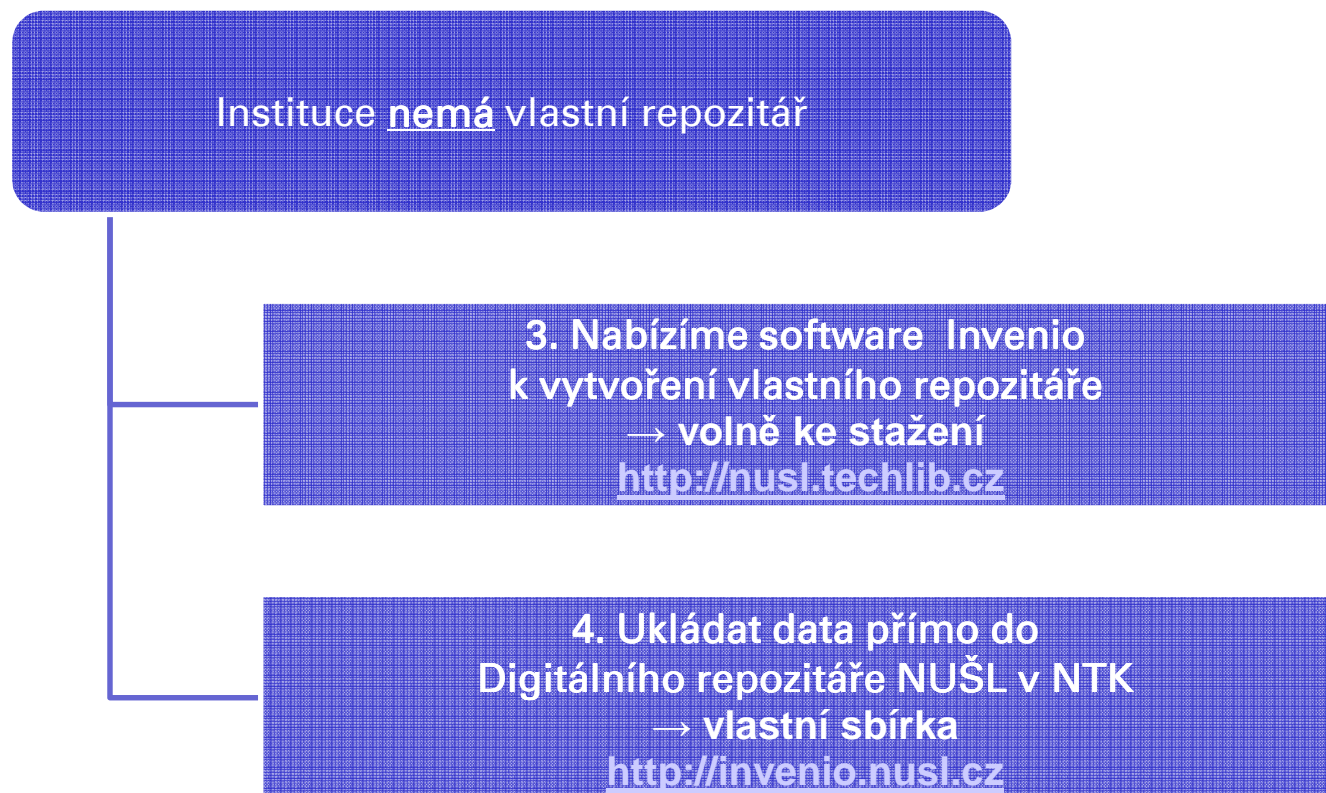 Instituce nemá vlastní repozitář
3. Nabízíme software Invenio
k vytvoření vlastního repozitáře
→ volně ke stažení
http://nusl.techlib.cz
4. Ukládat data přímo do
Digitálního repozitáře NUŠL v NTK
→ vlastní sbírka
http://invenio.nusl.cz